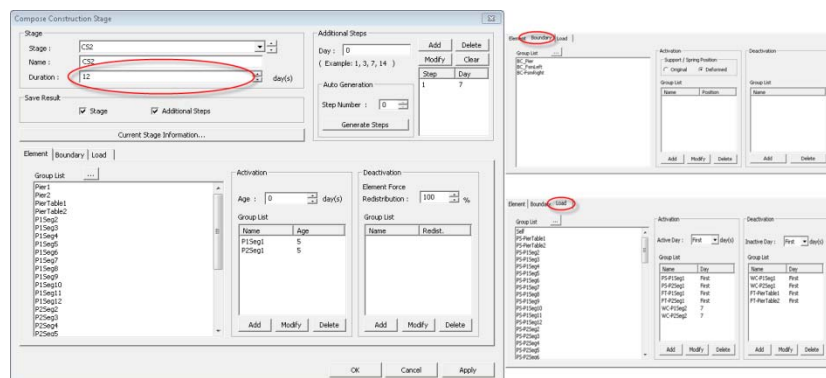 Compose Construction Stage
Stage
Stage : CS2
Name : CS2
Duration : 12 day(s)
Save Result
Stage Additional Steps
Current Stage Information...
Additional Steps
Day : 0
( Example: 1, 3, 7, 14 )
Auto Generation
Step Number : 0
Generate Steps
Add Delete
Modify Clear
Step Day
1 7
Element Boundary Load
Group List ...
Pier1
Pier2
PierTable1
PierTable2
P1Seg2
P1Seg3
P1Seg4
P1Seg5
P1Seg6
P1Seg7
P1Seg8
P1Seg9
P1Seg10
P1Seg11
P1Seg12
P2Seg2
P2Seg3
P2Seg4
P2Seg5
Activation
Age : 0 day(s)
Group List
Name Age
P1Seg1 5
P2Seg1 5
Add Modify Delete
Deactivation
Element Force
Redistribution : 100 %
Group List
Name Redist.
Add Modify Delete
OK Cancel Apply
Element Boundary Load
Group List ...
BC_Pier
BC_FsmLeft
BC-FsmRight
Activation
Support / Spring Position
Original Deformed
Group List
Name Position
Add Modify Delete
Deactivation
Group List
Name
Add Delete
Element Boundary Load
Group List ...
Self
PS-PierTable1
PS-PierTable2
PS-P1Seg2
PS-P1Seg3
PS-P1Seg4
PS-P1Seg5
PS-P1Seg6
PS-P1Seg7
PS-P1Seg8
PS-P1Seg9
PS-P1Seg10
PS-P1Seg11
PS-P1Seg12
PS-P2Seg2
PS-P2Seg3
PS-P2Seg4
PS-P2Seg5
PS-P2Seg6
Activation
Active Day : First day(s)
Group List
Name Day
PS-P1Seg1 First
PS-P2Seg1 First
FT-P1Seg1 First
FT-P2Seg1 First
WC-P1Seg2 7
WC-P2Seg2 7
Add Modify Delete
Deactivation
Inactive Day : First day(s)
Group List
Name Day
WC-P1Seg1 First
WC-P2Seg1 First
FT-PierTable1 First
FT-PierTable2 First
Add Modify Delete